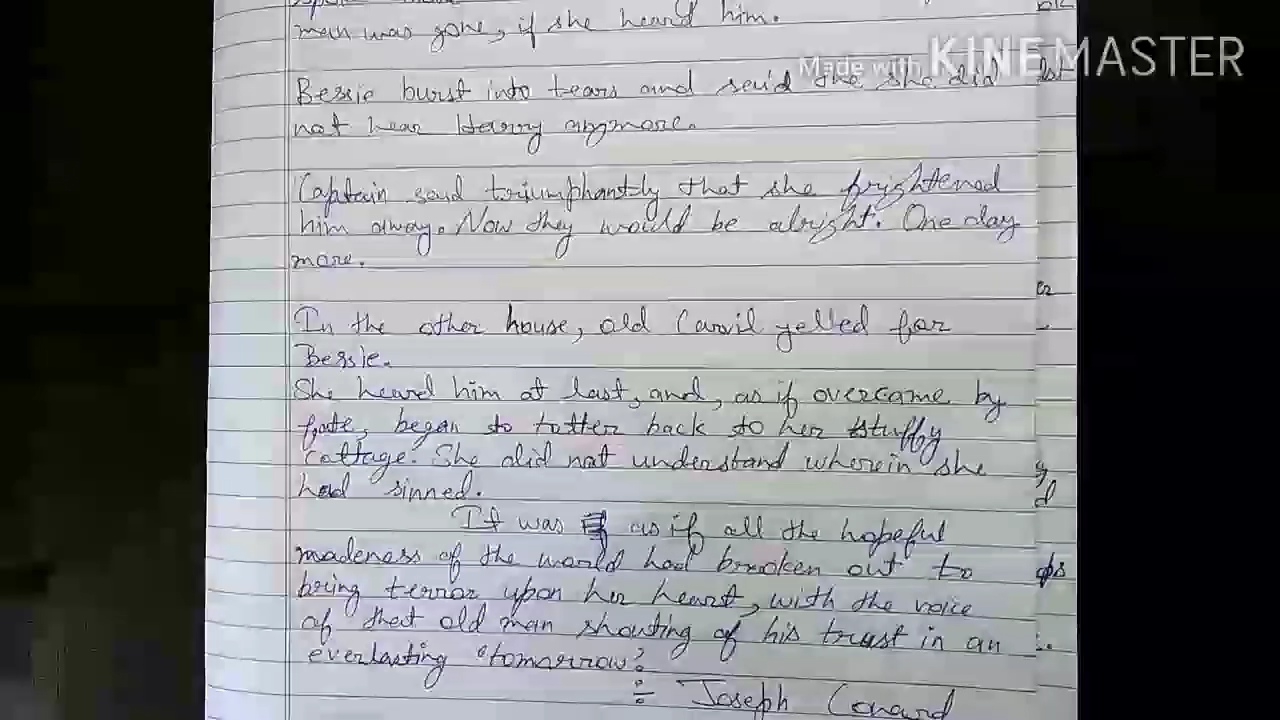 man was gone, if she heard him.
Made with KINEMASTER
Bessie burst into tears and said she she did
not hear Harry anymore.
Captain said triumphantly that she frightened
him away. Now they would be alright. One day
more.
In the other house, old Carvil yelled for
Bessie.
She heard him at last, and, as if overcame by
fate, began to totter back to her stuffy
cottage. She did not understand wherein she
had sinned.
It was as if all the hopeful
madeness of the world had broken out to
bring terror upon her heart, with the voice
of that old man shouting of his trust in an
everlasting "tomorrow"
÷ Joseph Conard